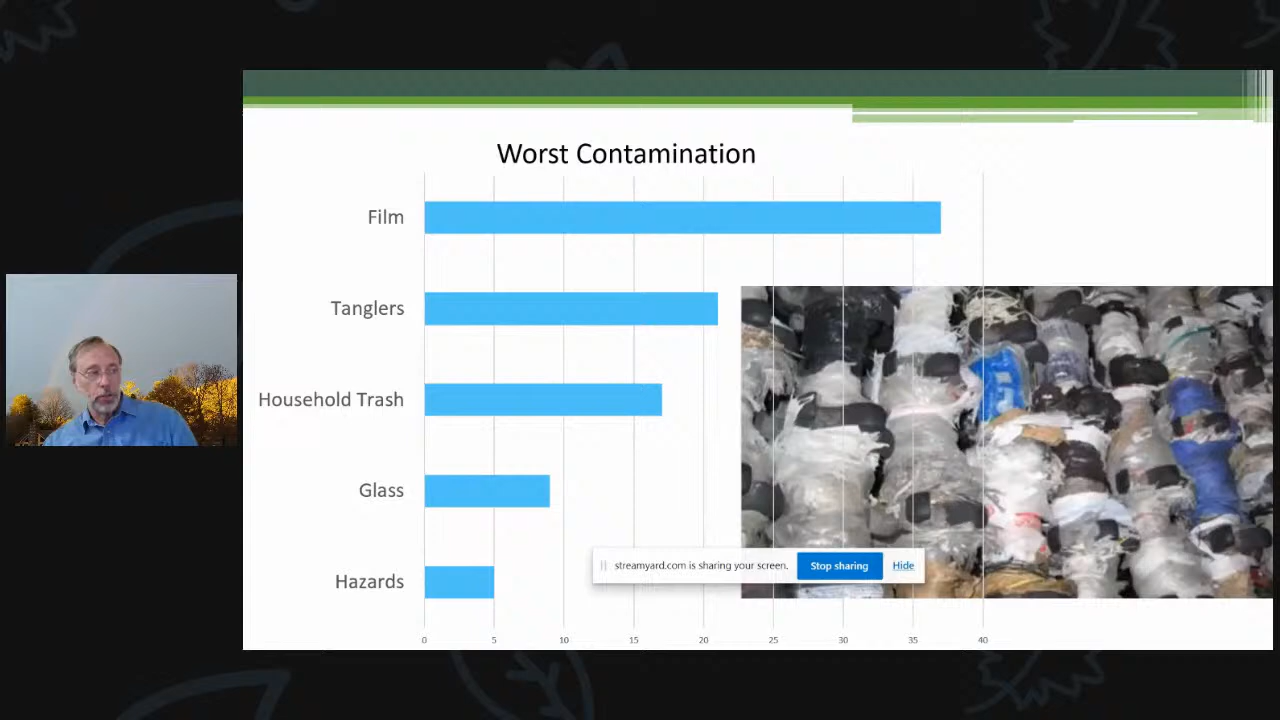 Worst Contamination
Film
Tanglers
Household Trash
Glass
streamyard.com is sharing your screen. Stop sharing Hide
Hazards
0 5 10 15 20 25 30 35 40